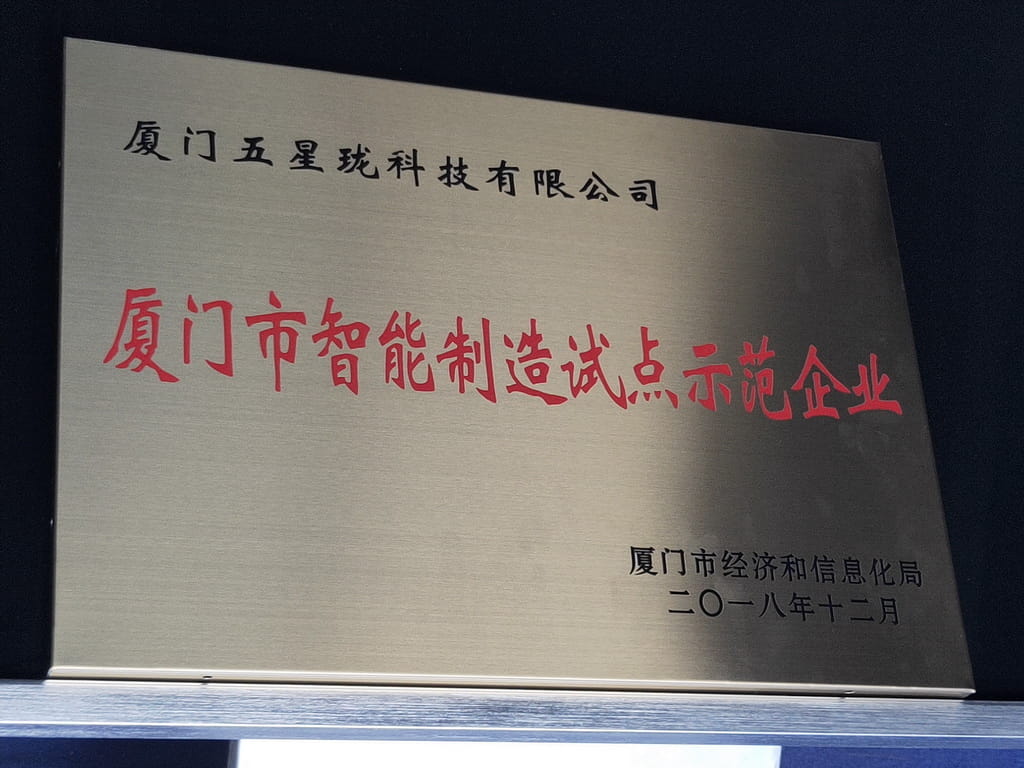 厦门五星珑科技有限公司
厦门市智能制造试点示范企业
厦门市经济和信息化局
二〇一八年十二月